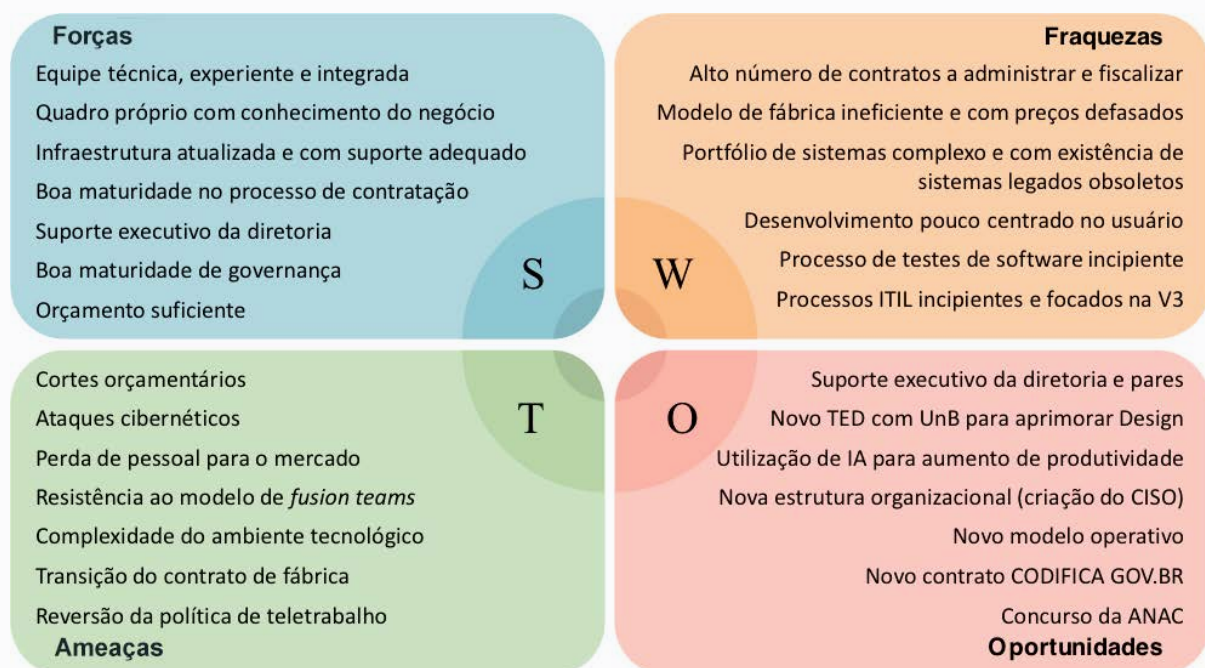 Forças
Equipe técnica, experiente e integrada
Quadro próprio com conhecimento do negócio
Infraestrutura atualizada e com suporte adequado
Boa maturidade no processo de contratação
Suporte executivo da diretoria
Boa maturidade de governança
Orçamento suficiente
S
Fraquezas
Alto número de contratos a administrar e fiscalizar
Modelo de fábrica ineficiente e com preços defasados
Portfólio de sistemas complexo e com existência de
sistemas legados obsoletos
Desenvolvimento pouco centrado no usuário
Processo de testes de software incipiente
Processos ITIL incipientes e focados na V3
W
Cortes orçamentários
Ataques cibernéticos
Perda de pessoal para o mercado
Resistência ao modelo de fusion teams
Complexidade do ambiente tecnológico
Transição do contrato de fábrica
Reversão da política de teletrabalho
Ameaças
T
Suporte executivo da diretoria e pares
Novo TED com UnB para aprimorar Design
Utilização de IA para aumento de produtividade
Nova estrutura organizacional (criação do CISO)
Novo modelo operativo
Novo contrato CODIFICA GOV.BR
Concurso da ANAC
Oportunidades
O